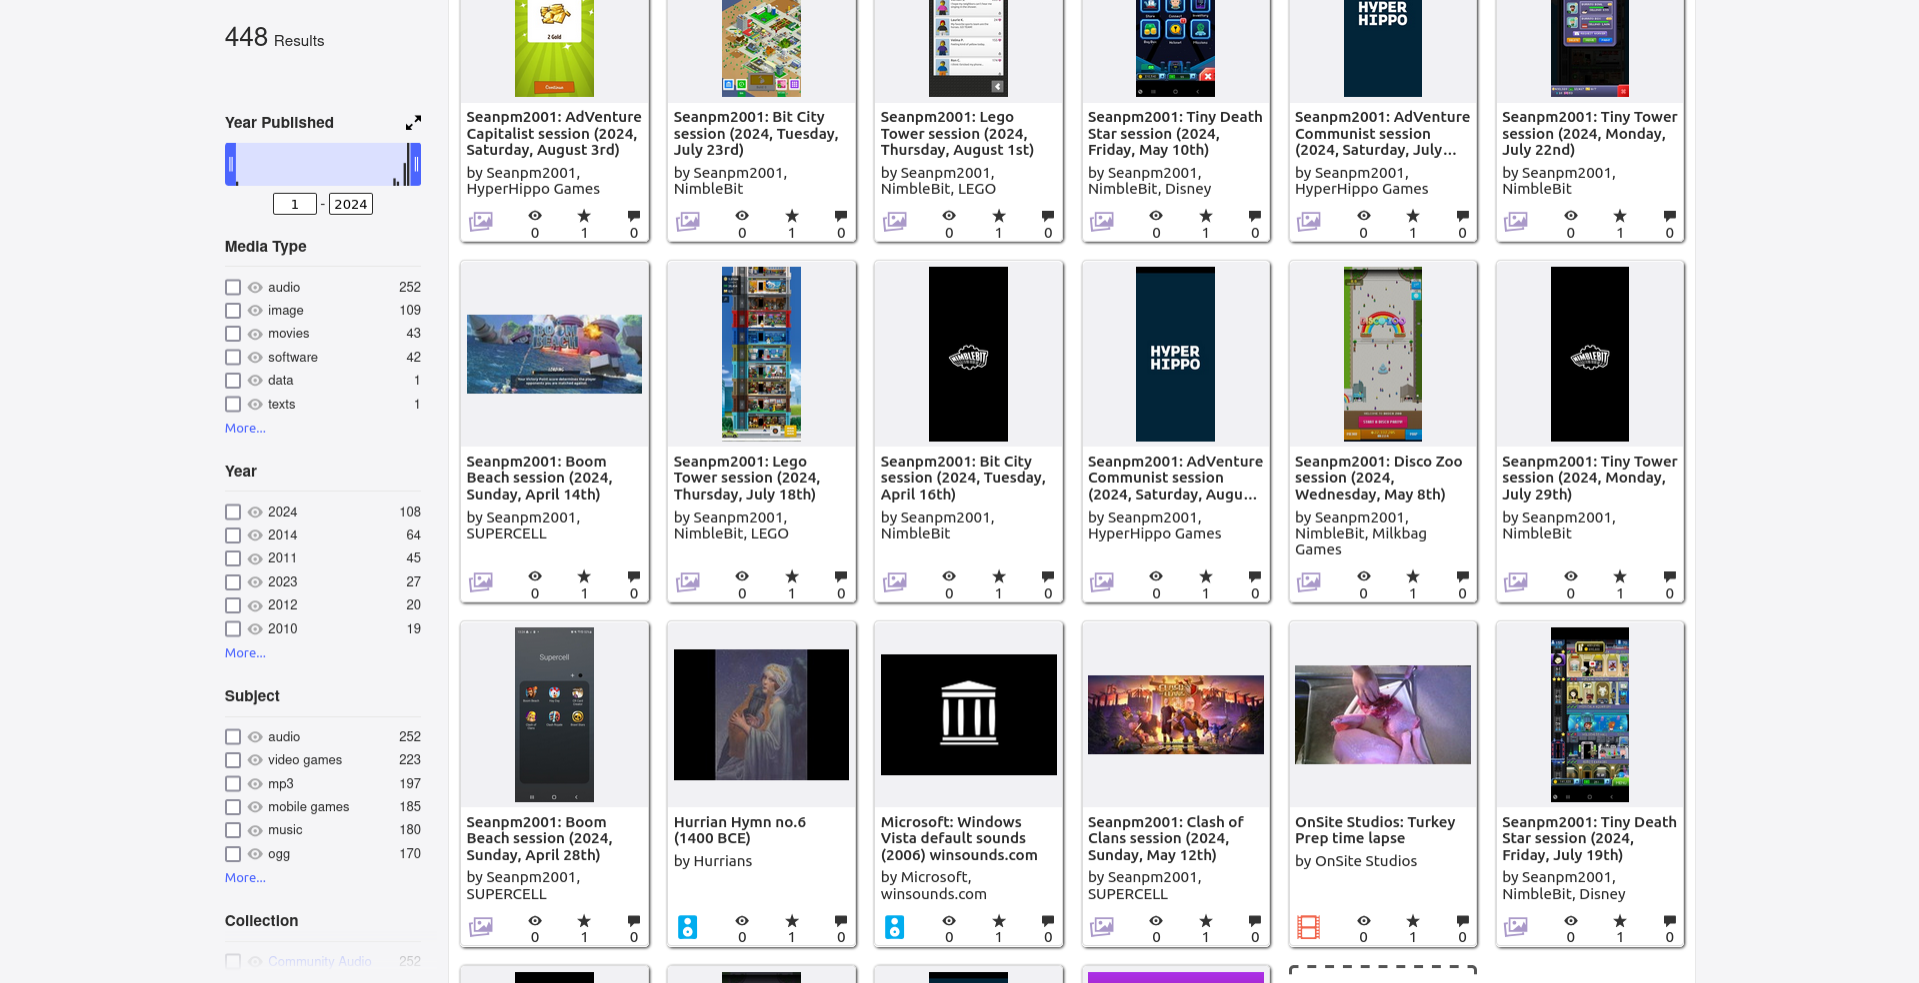 448 Results
Year Published
1 - 2024
Media Type
audio 252
image 109
movies 43
software 42
data 1
texts 1
More...
Year
2024 108
2014 64
2011 45
2023 27
2012 20
2010 19
More...
Subject
audio 252
video games 223
mp3 197
mobile games 185
music 180
ogg 170
More...
Collection
Community Audio 252
2 Gold
Continue
Seanpm2001: AdVenture
Capitalist session (2024,
Saturday, August 3rd)
by Seanpm2001,
HyperHippo Games
0 1 0
Seanpm2001: Bit City
session (2024, Tuesday,
July 23rd)
by Seanpm2001,
NimbleBit
0 1 0
Seanpm2001: Lego
Tower session (2024,
Thursday, August 1st)
by Seanpm2001,
NimbleBit, LEGO
0 1 0
Seanpm2001: Tiny Death
Star session (2024,
Friday, May 10th)
by Seanpm2001,
NimbleBit, Disney
0 1 0
HYPER
HIPPO
Seanpm2001: AdVenture
Communist session
(2024, Saturday, July...
by Seanpm2001,
HyperHippo Games
0 1 0
Seanpm2001: Tiny Tower
session (2024, Monday,
July 22nd)
by Seanpm2001,
NimbleBit
0 1 0
BOOM
BEACH
Seanpm2001: Boom
Beach session (2024,
Sunday, April 14th)
by Seanpm2001,
SUPERCELL
0 1 0
Seanpm2001: Lego
Tower session (2024,
Thursday, July 18th)
by Seanpm2001,
NimbleBit, LEGO
0 1 0
NIMBLEBIT
Seanpm2001: Bit City
session (2024, Tuesday,
April 16th)
by Seanpm2001,
NimbleBit
0 1 0
HYPER
HIPPO
Seanpm2001: AdVenture
Communist session
(2024, Saturday, Augu...
by Seanpm2001,
HyperHippo Games
0 1 0
Seanpm2001: Disco Zoo
session (2024,
Wednesday, May 8th)
by Seanpm2001,
NimbleBit, Milkbag
Games
0 1 0
NIMBLEBIT
Seanpm2001: Tiny Tower
session (2024, Monday,
July 29th)
by Seanpm2001,
NimbleBit
0 1 0
Supercell
Seanpm2001: Boom
Beach session (2024,
Sunday, April 28th)
by Seanpm2001,
SUPERCELL
0 1 0
Hurrian Hymn no.6
(1400 BCE)
by Hurrians
0 1 0
Microsoft: Windows
Vista default sounds
(2006) winsounds.com
by Microsoft,
winsounds.com
0 1 0
Seanpm2001: Clash of
Clans session (2024,
Sunday, May 12th)
by Seanpm2001,
SUPERCELL
0 1 0
OnSite Studios: Turkey
Prep time lapse
by OnSite Studios
0 1 0
Seanpm2001: Tiny Death
Star session (2024,
Friday, July 19th)
by Seanpm2001,
NimbleBit, Disney
0 1 0